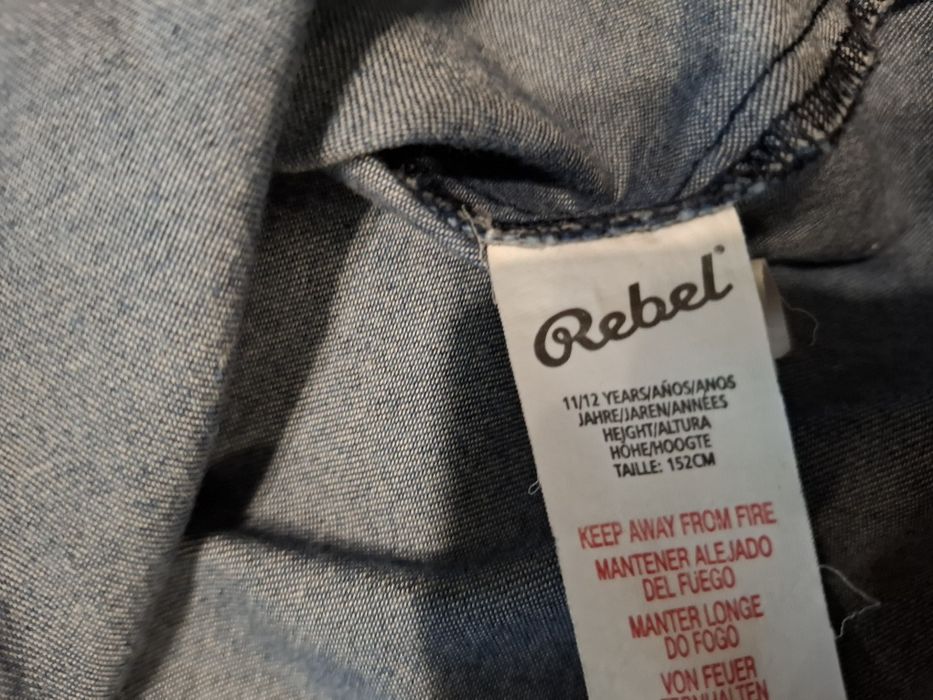 Rebel™
11/12 YEARS/AÑOS/ANOS
JAHRE/JAREN/ANNÉES
HEIGHT/ALTURA
HÖHE/HOOGTE
TAILLE: 152CM
KEEP AWAY FROM FIRE
MANTENER ALEJADO
DEL FUEGO
MANTER LONGE
DO FOGO
VON FEUER